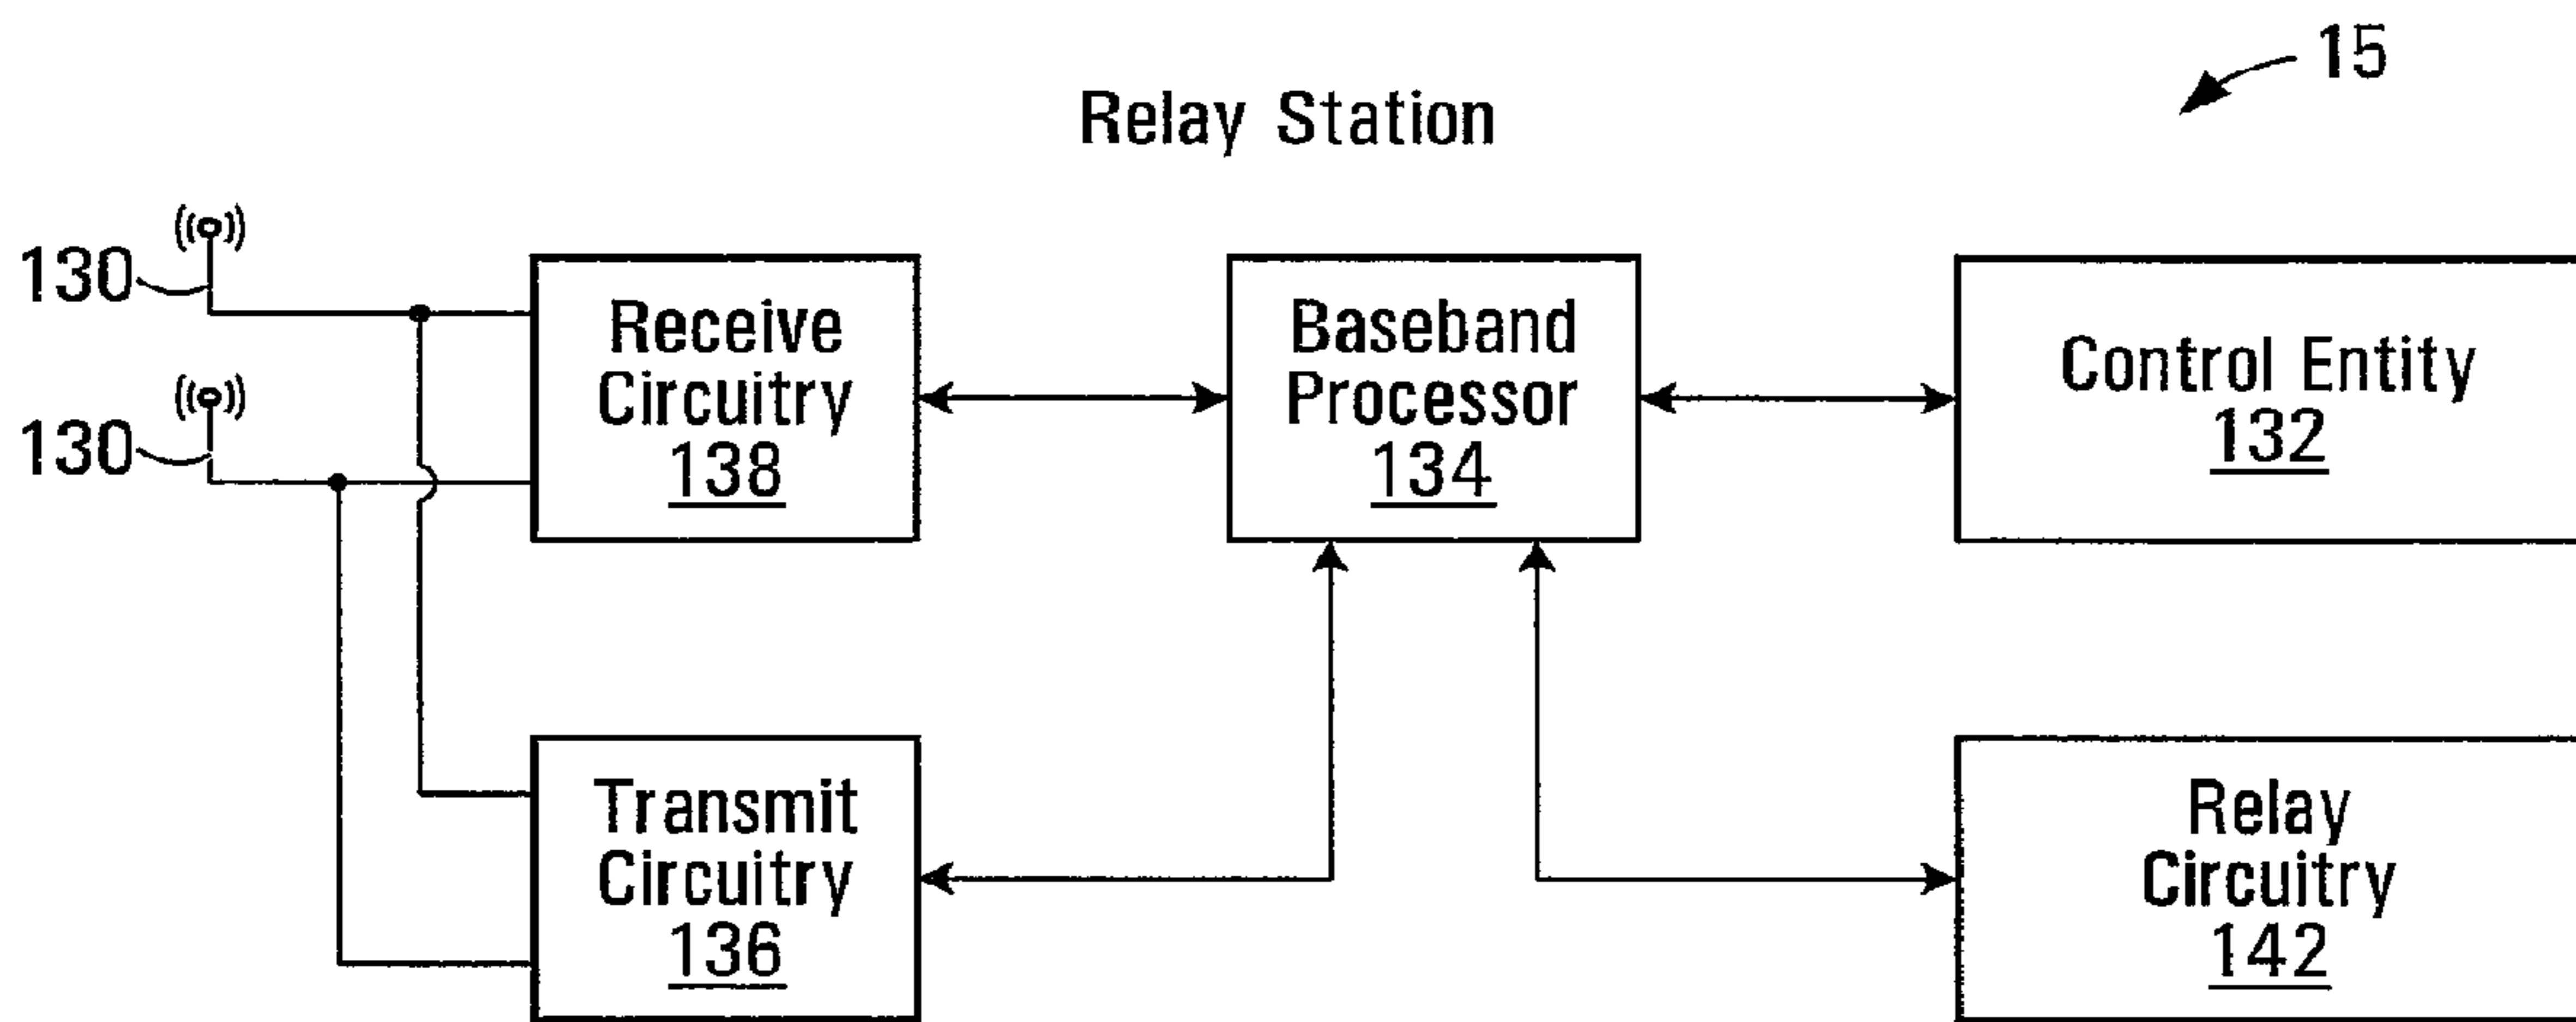 15
Relay Station
130
130
Receive
Circuitry
138
Baseband
Processor
134
Control Entity
132
Transmit
Circuitry
136
Relay
Circuitry
142